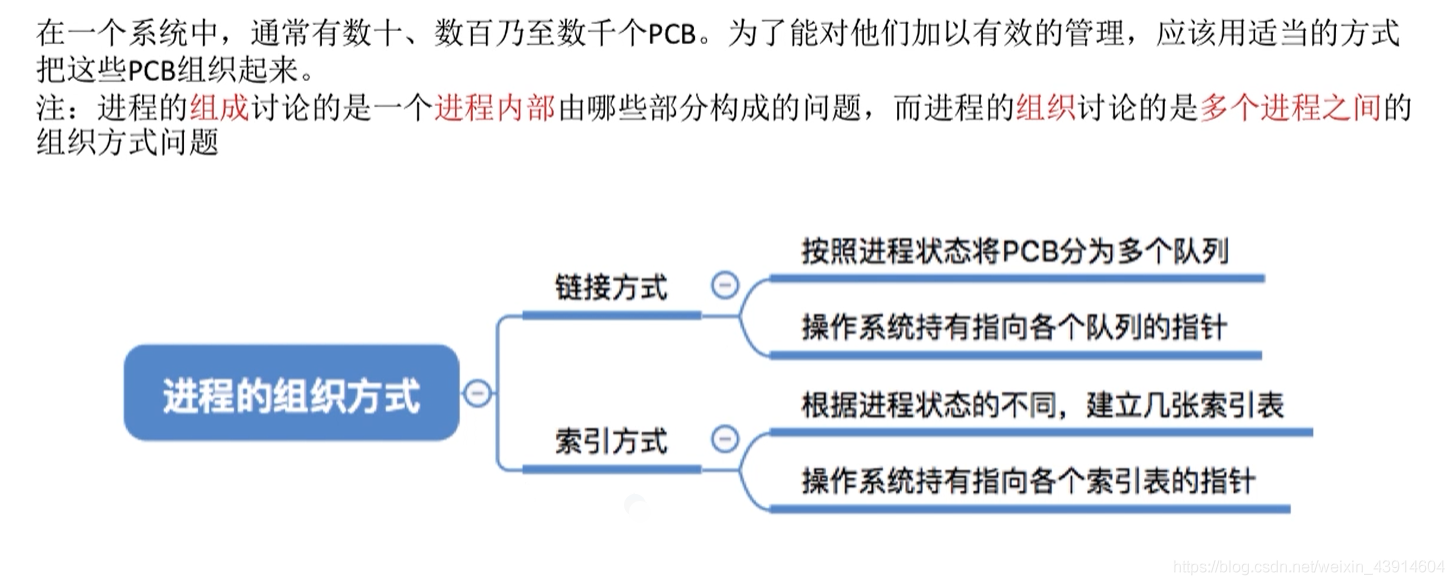 在一个系统中，通常有数十、数百乃至数千个PCB。为了能对他们加以有效的管理，应该用适当的方式
把这些PCB组织起来。
注：进程的组成讨论的是一个进程内部由哪些部分构成的问题，而进程的组织讨论的是多个进程之间的
组织方式问题
进程的组织方式
链接方式
按照进程状态将PCB分为多个队列
操作系统持有指向各个队列的指针
索引方式
根据进程状态的不同，建立几张索引表
操作系统持有指向各个索引表的指针
https://blog.csdn.net/weixin_43914604